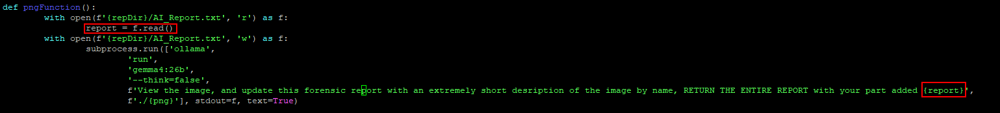 def pngFunction():
        with open(f'{repDir}/AI_Report.txt', 'r') as f:
                report = f.read()
        with open(f'{repDir}/AI_Report.txt', 'w') as f:
                subprocess.run(['ollama',
                        'run',
                        'gemma4:26b',
                        '--think=false',
                        f'View the image, and update this forensic report with an extremely short desription of the image by name, RETURN THE ENTIRE REPORT with your part added {report}',
                        f'./{png}'], stdout=f, text=True)